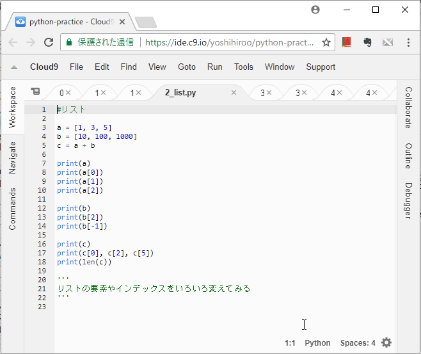 python-practice - Cloud9
保護された通信 https://ide.c9.io/yoshihiroo/python-pract...
Cloud9 File Edit Find View Goto Run Tools Window Support
0 1 1 2_list.py 3 3 4 4
Workspace
Navigate
Commands
Collaborate
Outline
Debugger
1 #リスト
2
3 a = [1, 3, 5]
4 b = [10, 100, 1000]
5 c = a + b
6
7 print(a)
8 print(a[0])
9 print(a[1])
10 print(a[2])
11
12 print(b)
13 print(b[2])
14 print(b[-1])
15
16 print(c)
17 print(c[0], c[2], c[5])
18 print(len(c))
19
20 '''
21 リストの要素やインデックスをいろいろ変えてみる
22 '''
23
1:1 Python Spaces: 4